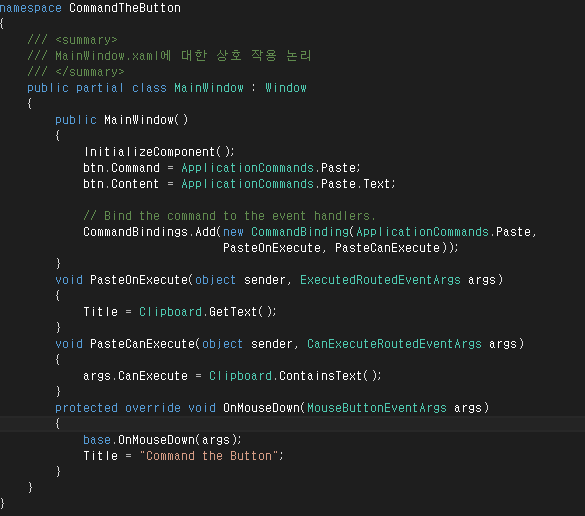 namespace CommandTheButton
{
    /// <summary>
    /// MainWindow.xaml에 대한 상호 작용 논리
    /// </summary>
    public partial class MainWindow : Window
    {
        public MainWindow()
        {
            InitializeComponent();
            btn.Command = ApplicationCommands.Paste;
            btn.Content = ApplicationCommands.Paste.Text;

            // Bind the command to the event handlers.
            CommandBindings.Add(new CommandBinding(ApplicationCommands.Paste,
                                PasteOnExecute, PasteCanExecute));
        }
        void PasteOnExecute(object sender, ExecutedRoutedEventArgs args)
        {
            Title = Clipboard.GetText();
        }
        void PasteCanExecute(object sender, CanExecuteRoutedEventArgs args)
        {
            args.CanExecute = Clipboard.ContainsText();
        }
        protected override void OnMouseDown(MouseButtonEventArgs args)
        {
            base.OnMouseDown(args);
            Title = "Command the Button";
        }
    }
}